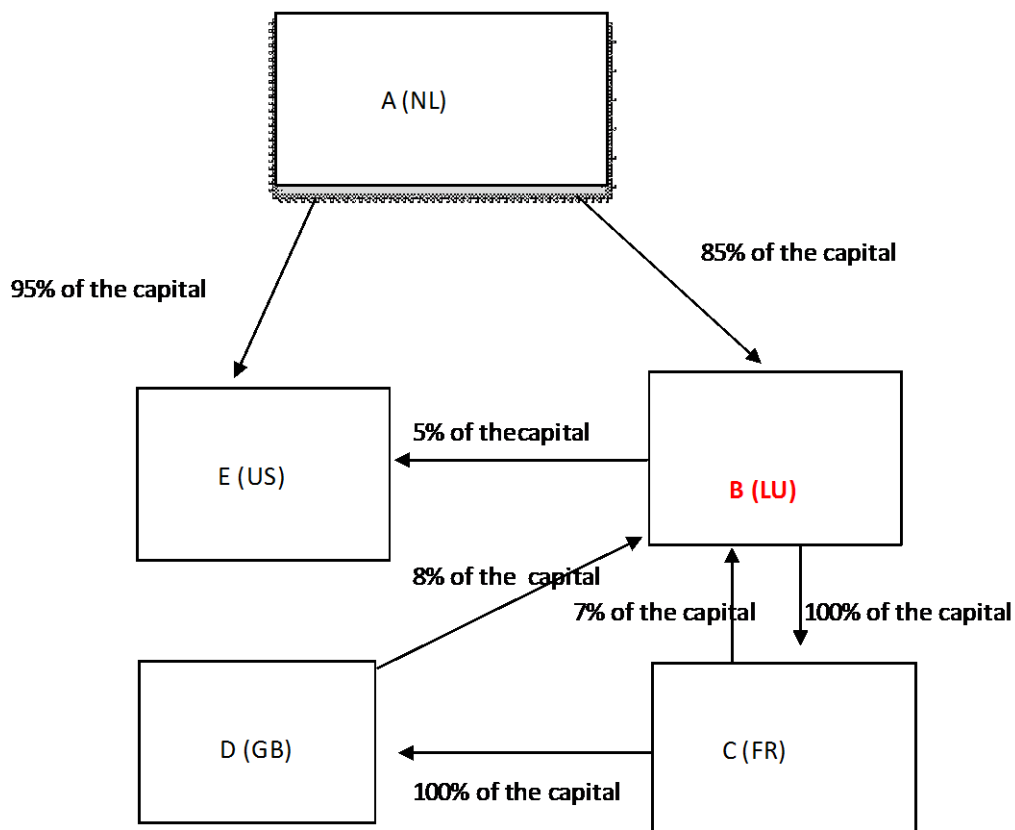 A (NL)
85% of the capital
95% of the capital
5% of thecapital
E (US)
B (LU)
8% of the capital
7% of the capital
100% of the capital
D (GB)
C (FR)
100% of the capital